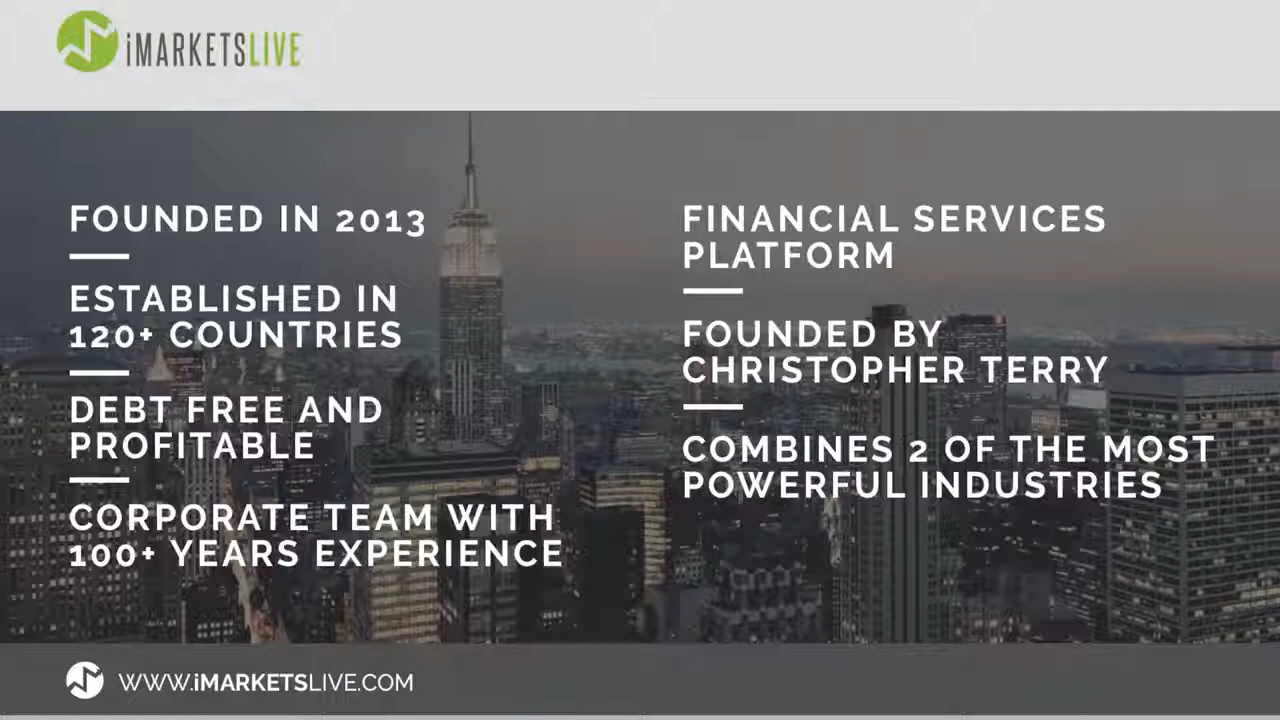 iMARKETSLIVE
FOUNDED IN 2013
ESTABLISHED IN
120+ COUNTRIES
DEBT FREE AND
PROFITABLE
CORPORATE TEAM WITH
100+ YEARS EXPERIENCE
FINANCIAL SERVICES
PLATFORM
FOUNDED BY
CHRISTOPHER TERRY
COMBINES 2 OF THE MOST
POWERFUL INDUSTRIES
WWW.iMARKETSLIVE.COM